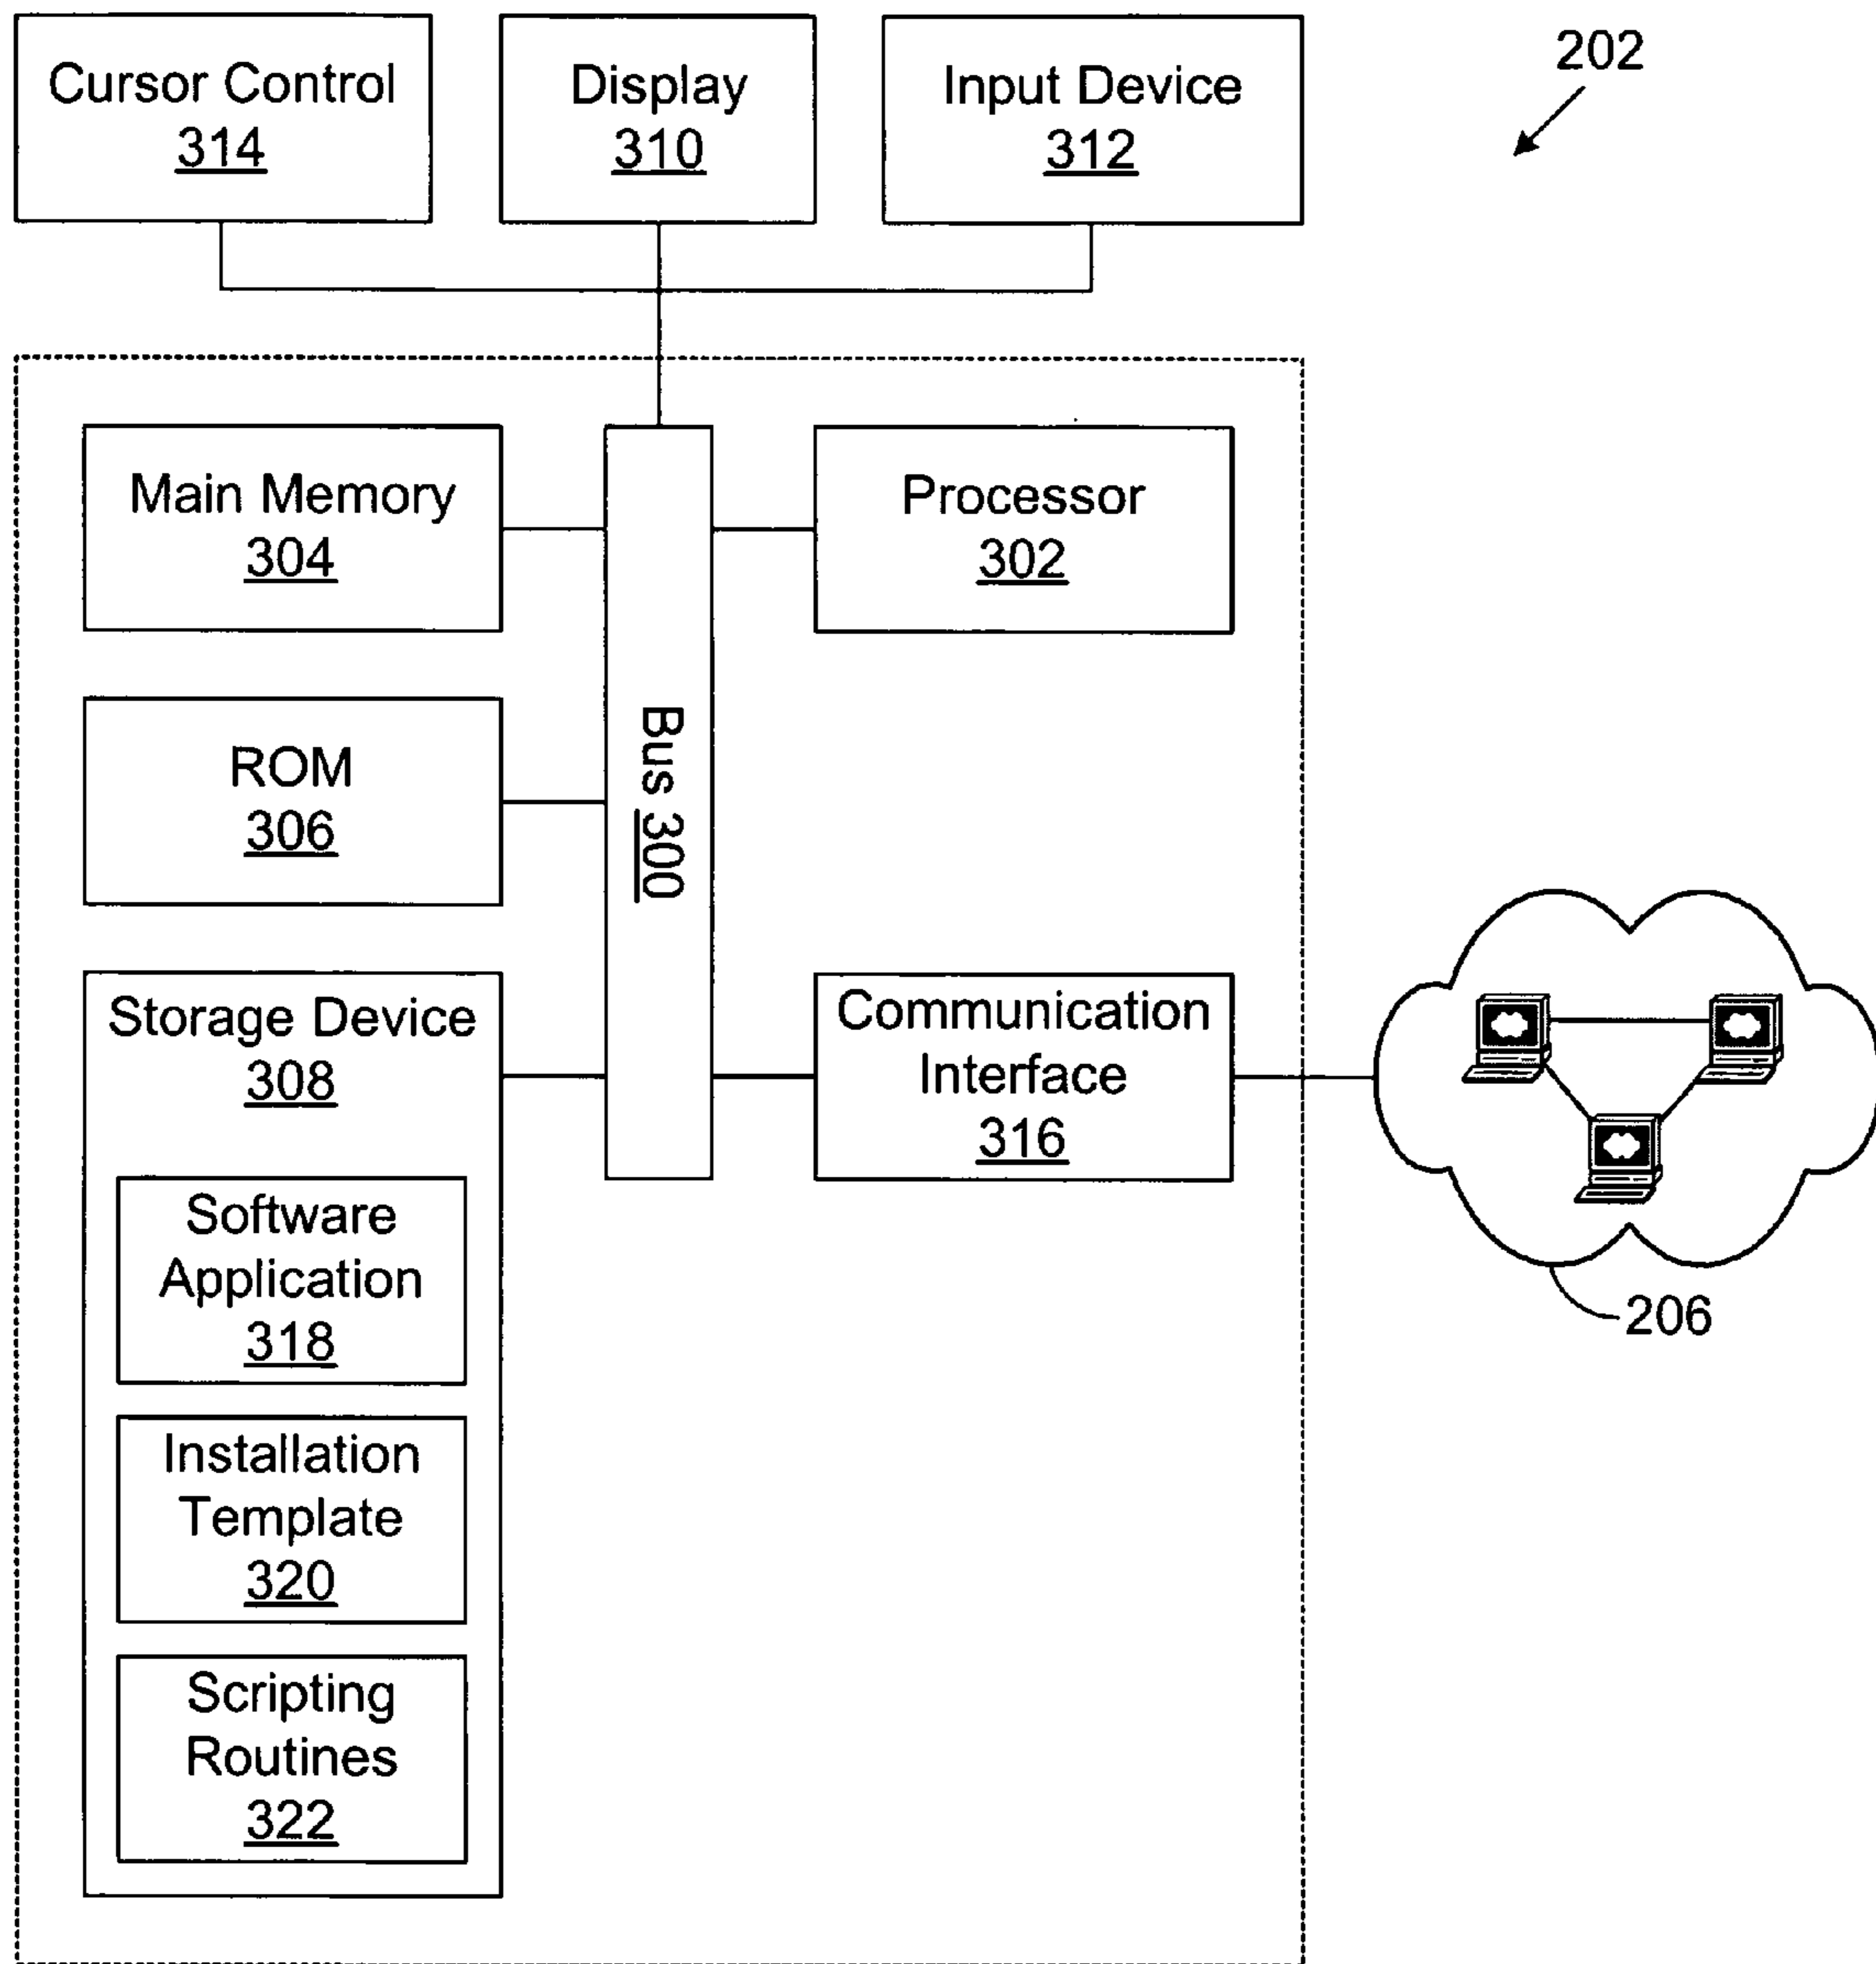 Cursor Control
314
Display
310
Input Device
312
202
Main Memory
304
Processor
302
ROM
306
Bus 300
Storage Device
308
Communication
Interface
316
Software
Application
318
206
Installation
Template
320
Scripting
Routines
322